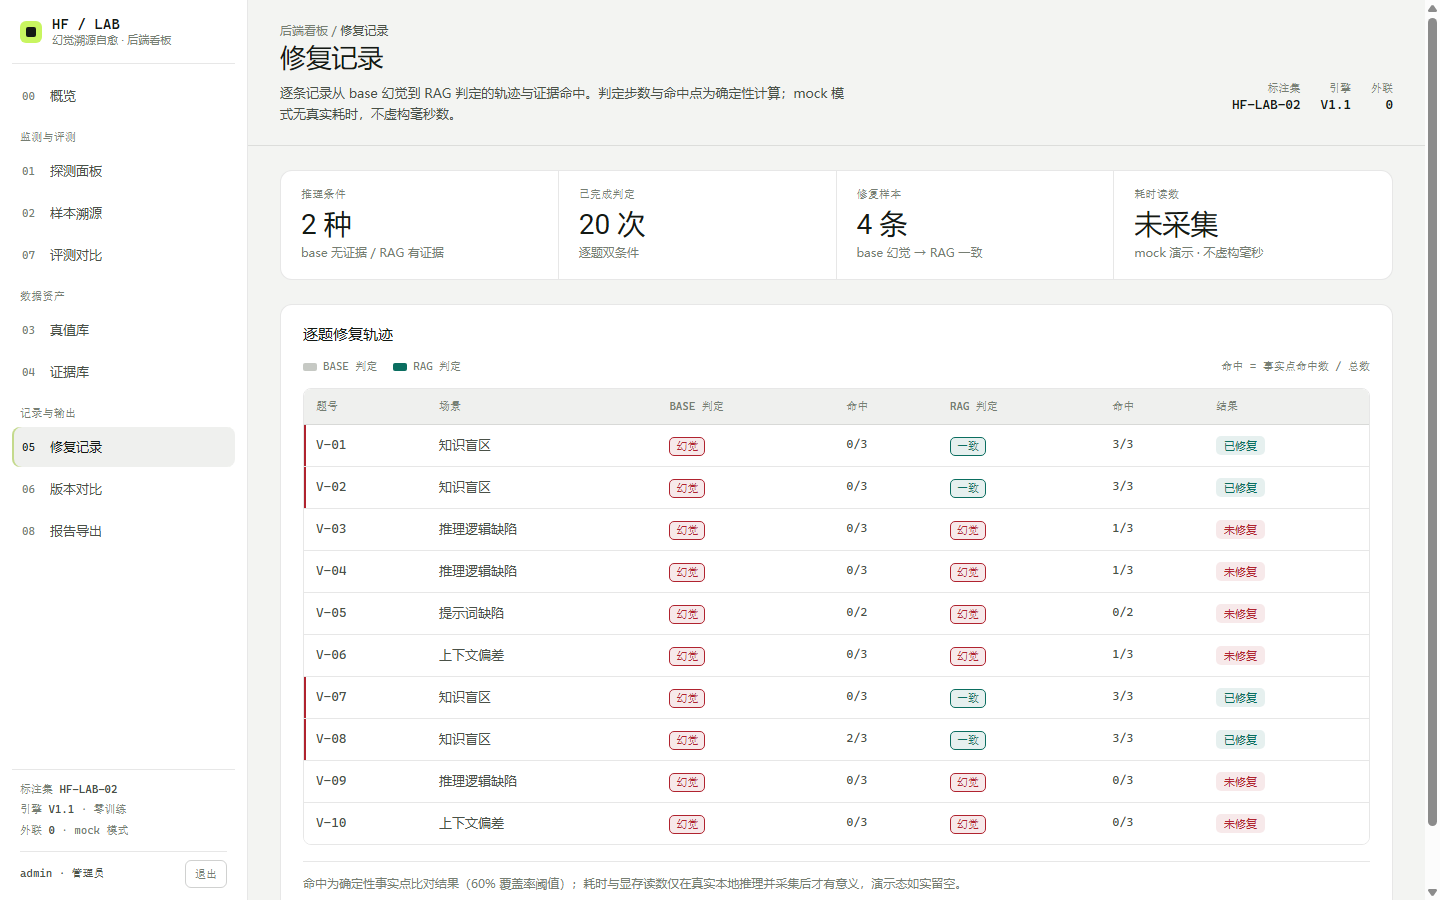 HF / LAB
幻觉溯源自愈 · 后端看板
00 概览
监测与评测
01 探测面板
02 样本溯源
07 评测对比
数据资产
03 真值库
04 证据库
记录与输出
05 修复记录
06 版本对比
08 报告导出
标注集 HF-LAB-02
引擎 V1.1 · 零训练
外联 0 · mock 模式
admin · 管理员
退出
后端看板 / 修复记录
修复记录
逐条记录从 base 幻觉到 RAG 判定的轨迹与证据命中。判定步数与命中点为确定性计算；mock 模
式无真实耗时，不虚构毫秒数。
标注集 引擎 外联
HF-LAB-02 V1.1 0
推理条件
2 种
base 无证据 / RAG 有证据
已完成判定
20 次
逐题双条件
修复样本
4 条
base 幻觉 → RAG 一致
耗时读数
未采集
mock 演示 · 不虚构毫秒
逐题修复轨迹
BASE 判定 RAG 判定 命中 = 事实点命中数 / 总数
题号 场景 BASE 判定 命中 RAG 判定 命中 结果
V-01 知识盲区 幻觉 0/3 一致 3/3 已修复
V-02 知识盲区 幻觉 0/3 一致 3/3 已修复
V-03 推理逻辑缺陷 幻觉 0/3 幻觉 1/3 未修复
V-04 推理逻辑缺陷 幻觉 0/3 幻觉 1/3 未修复
V-05 提示词缺陷 幻觉 0/2 幻觉 0/2 未修复
V-06 上下文偏差 幻觉 0/3 幻觉 1/3 未修复
V-07 知识盲区 幻觉 0/3 一致 3/3 已修复
V-08 知识盲区 幻觉 2/3 一致 3/3 已修复
V-09 推理逻辑缺陷 幻觉 0/3 幻觉 0/3 未修复
V-10 上下文偏差 幻觉 0/3 幻觉 0/3 未修复
命中为确定性事实点比对结果（60% 覆盖率阈值）；耗时与显存读数仅在真实本地推理并采集后才有意义，演示态如实留空。